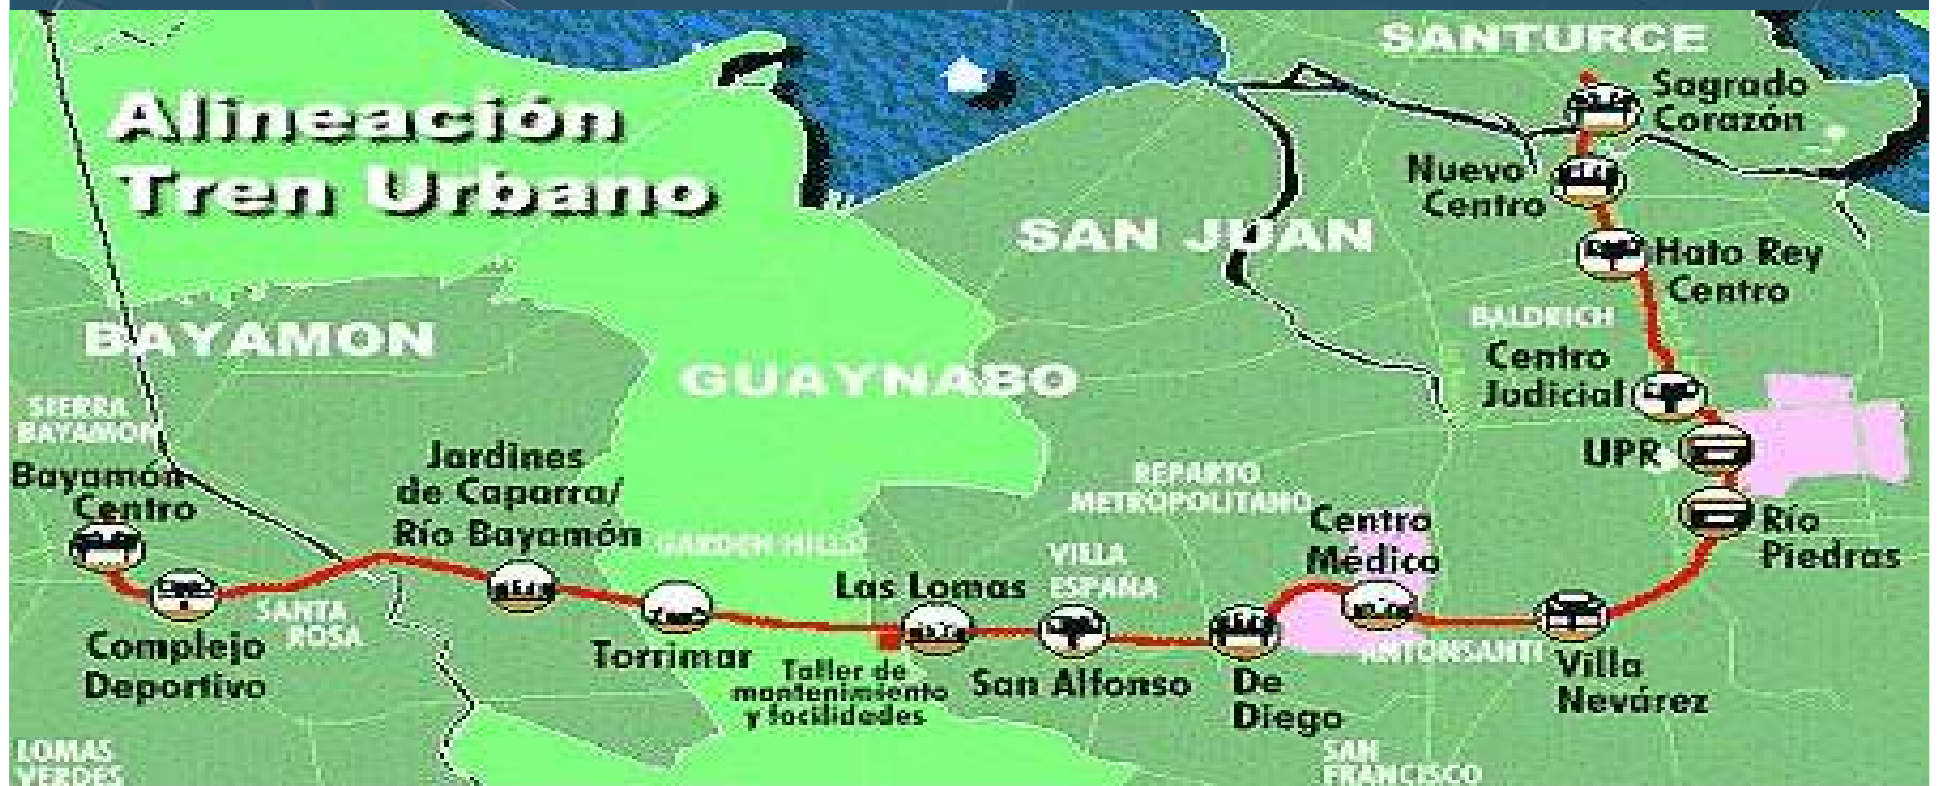 SANTURCE
Alineación
Tren Urbano
Sagrado
Corazón
Nuevo
Centro
SAN JUAN
Hato Rey
Centro
BAYAMON
BALDRICH
GUAYNABO
Centro
Judicial
SIERRA
BAYAMON
UPR
Bayamón
Centro
Jardines
de Caparra/
Río Bayamón
REPARTO
METROPOLITANO
Centro
Médico
Río
Piedras
GARDEN HILLS
VILLA
ESPAÑA
Las Lomas
SANTA
ROSA
Complejo
Deportivo
Torrimar
Taller de
mantenimiento
y facilidades
San Alfonso
De
Diego
ANTONSANTI
Villa
Nevárez
LOMAS
VERDES
SAN
FRANCISCO